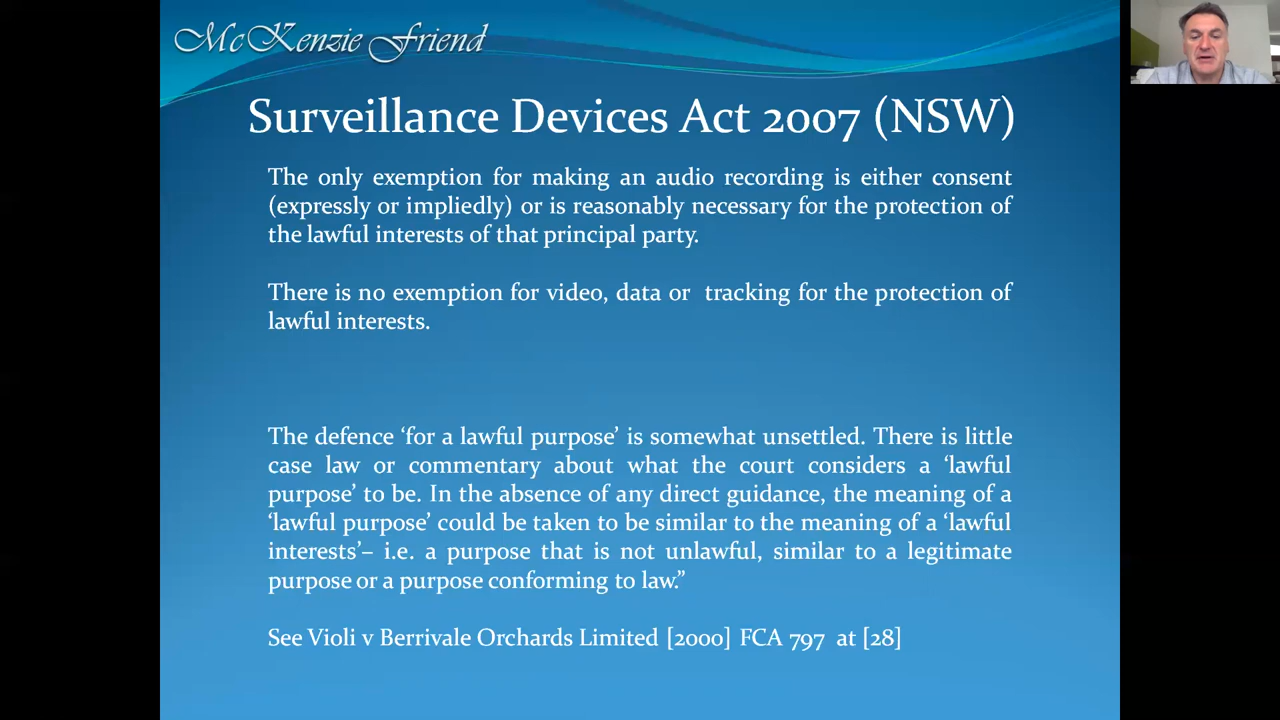 McKenzie Friend
Surveillance Devices Act 2007 (NSW)
The only exemption for making an audio recording is either consent
(expressly or impliedly) or is reasonably necessary for the protection of
the lawful interests of that principal party.
There is no exemption for video, data or tracking for the protection of
lawful interests.
The defence ‘for a lawful purpose’ is somewhat unsettled. There is little
case law or commentary about what the court considers a ‘lawful
purpose’ to be. In the absence of any direct guidance, the meaning of a
‘lawful purpose’ could be taken to be similar to the meaning of a ‘lawful
interests’– i.e. a purpose that is not unlawful, similar to a legitimate
purpose or a purpose conforming to law.”
See Violi v Berrivale Orchards Limited [2000] FCA 797 at [28]